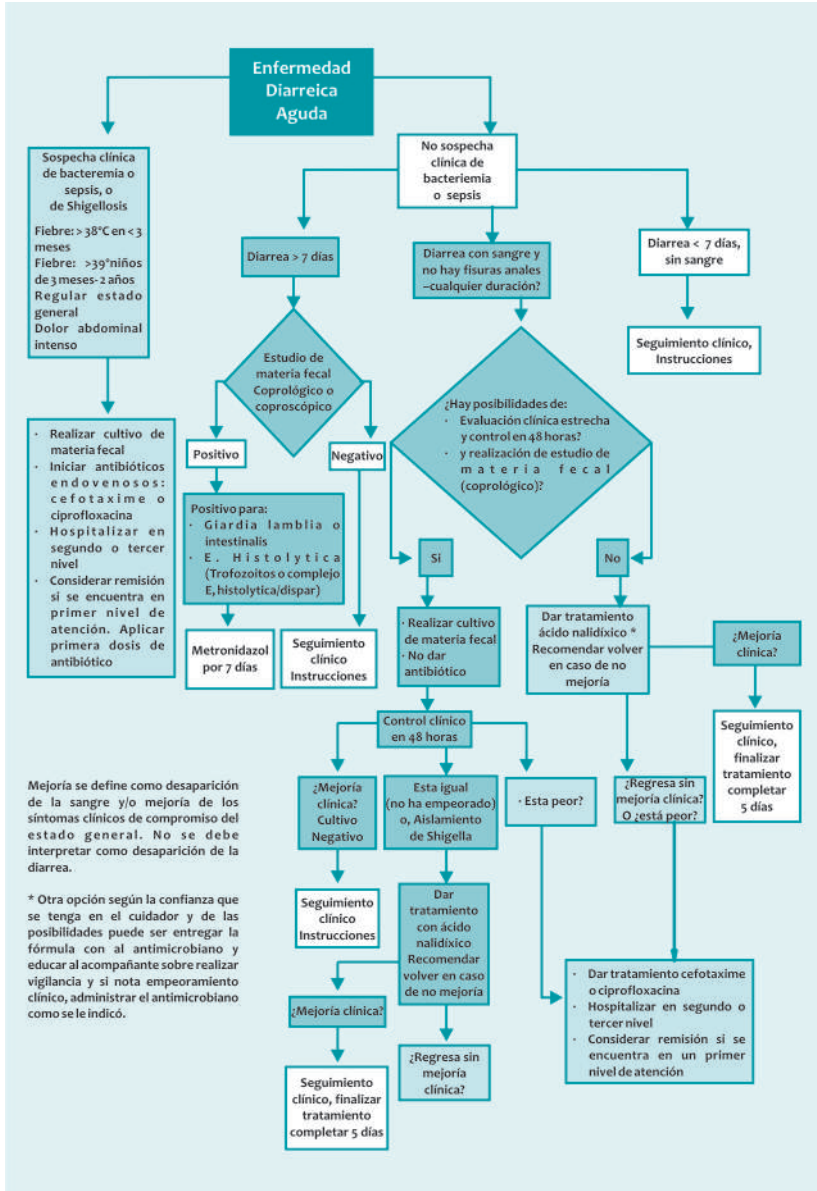 Enfermedad
Diarreica
Aguda
Sospecha clínica
de bacteremia o
sepsis, o
de Shigellosis
Fiebre: > 38°C en < 3
meses
Fiebre: >39°niños
de 3 meses- 2 años
Regular estado
general
Dolor abdominal
intenso
No sospecha
clínica de
bacteriemia
o sepsis
Diarrea > 7 días
Diarrea con sangre y
no hay fisuras anales
–cualquier duración?
Diarrea < 7 días,
sin sangre
Seguimiento clínico,
Instrucciones
Estudio de
materia fecal
Coprológico o
coproscópico
¿Hay posibilidades de:
· Evaluación clínica estrecha
y control en 48 horas?
· y realización de estudio de
materia fecal
(coprológico)?
· Realizar cultivo de
materia fecal
· Iniciar antibióticos
endovenosos:
cefotaxime o
ciprofloxacina
· Hospitalizar en
segundo o tercer
nivel
· Considerar remisión
si se encuentra en
primer nivel de
atención. Aplicar
primera dosis de
antibiótico
Positivo
Negativo
Positivo para:
· Giardia lamblia o
intestinalis
· E. Histolytica
(Trofozoitos o complejo
E, histolytica/dispar)
Metronidazol
por 7 días
Seguimiento
clínico
Instrucciones
Sí
No
· Realizar cultivo
de materia fecal
· No dar
antibiótico
Dar tratamiento
ácido nalidíxico *
Recomendar volver
en caso de no
mejoría
¿Mejoría
clínica?
Seguimiento
clínico,
finalizar
tratamiento
completar
5 días
Control clínico
en 48 horas
¿Mejoría
clínica?
Cultivo
Negativo
Esta igual
(no ha empeorado)
o, Aislamiento
de Shigella
· Esta peor?
¿Regresa sin
mejoría clínica?
O ¿está peor?
Seguimiento
clínico
Instrucciones
Dar
tratamiento
con ácido
nalidíxico
Recomendar
volver en caso
de no mejoría
¿Mejoría clínica?
Seguimiento
clínico, finalizar
tratamiento
completar 5 días
¿Regresa sin
mejoría
clínica?
· Dar tratamiento cefotaxime
o ciprofloxacina
· Hospitalizar en segundo o
tercer nivel
· Considerar remisión si se
encuentra en un primer
nivel de atención
Mejoría se define como desaparición
de la sangre y/o mejoría de los
síntomas clínicos de compromiso del
estado general. No se debe
interpretar como desaparición de la
diarrea.
* Otra opción según la confianza que
se tenga en el cuidador y de las
posibilidades puede ser entregar la
fórmula con al antimicrobiano y
educar al acompañante sobre realizar
vigilancia y si nota empeoramiento
clínico, administrar el antimicrobiano
como se le indicó.